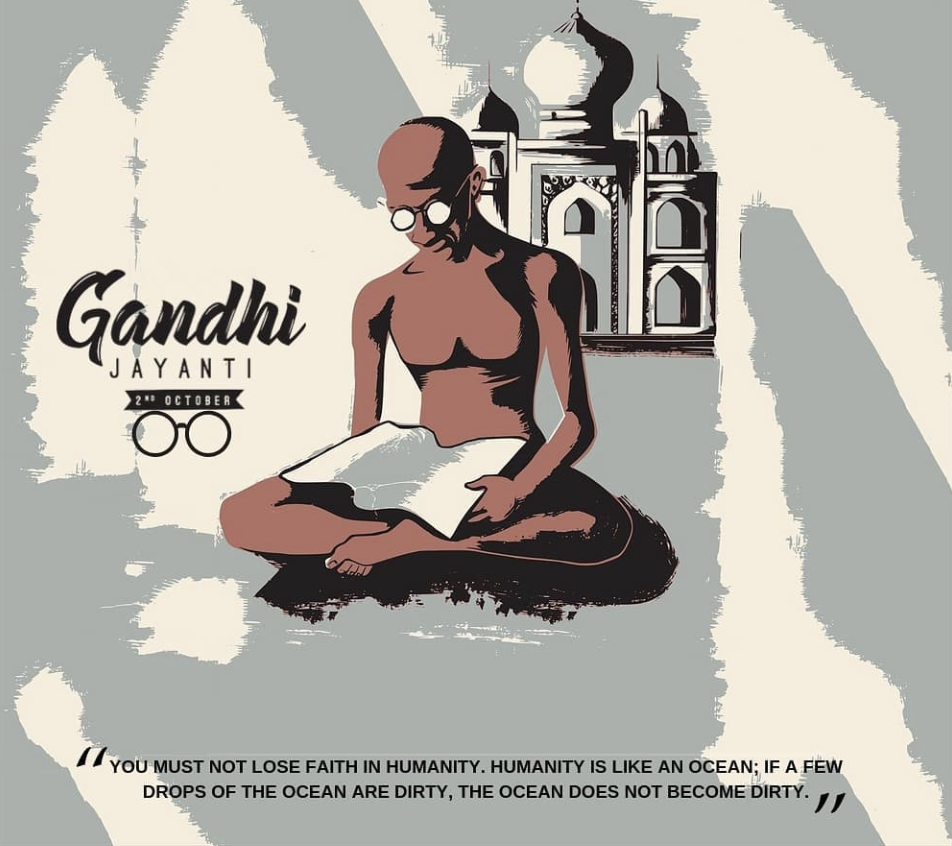 Gandhi
JAYANTI
2ND OCTOBER
“YOU MUST NOT LOSE FAITH IN HUMANITY. HUMANITY IS LIKE AN OCEAN; IF A FEW
DROPS OF THE OCEAN ARE DIRTY, THE OCEAN DOES NOT BECOME DIRTY.”